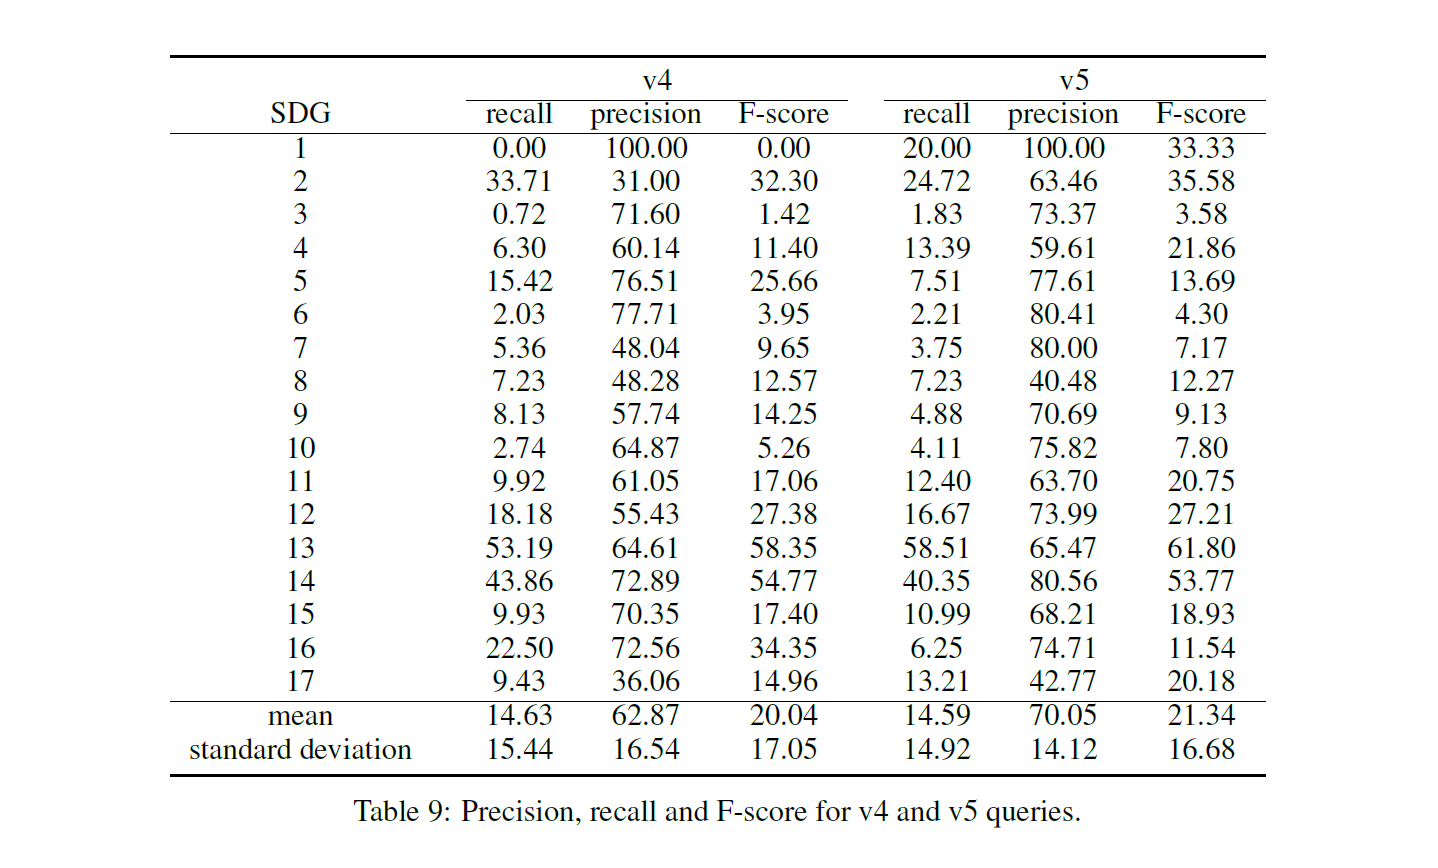 v4 v5
SDG recall precision F-score recall precision F-score
1 0.00 100.00 0.00 20.00 100.00 33.33
2 33.71 31.00 32.30 24.72 63.46 35.58
3 0.72 71.60 1.42 1.83 73.37 3.58
4 6.30 60.14 11.40 13.39 59.61 21.86
5 15.42 76.51 25.66 7.51 77.61 13.69
6 2.03 77.71 3.95 2.21 80.41 4.30
7 5.36 48.04 9.65 3.75 80.00 7.17
8 7.23 48.28 12.57 7.23 40.48 12.27
9 8.13 57.74 14.25 4.88 70.69 9.13
10 2.74 64.87 5.26 4.11 75.82 7.80
11 9.92 61.05 17.06 12.40 63.70 20.75
12 18.18 55.43 27.38 16.67 73.99 27.21
13 53.19 64.61 58.35 58.51 65.47 61.80
14 43.86 72.89 54.77 40.35 80.56 53.77
15 9.93 70.35 17.40 10.99 68.21 18.93
16 22.50 72.56 34.35 6.25 74.71 11.54
17 9.43 36.06 14.96 13.21 42.77 20.18
mean 14.63 62.87 20.04 14.59 70.05 21.34
standard deviation 15.44 16.54 17.05 14.92 14.12 16.68
Table 9: Precision, recall and F-score for v4 and v5 queries.